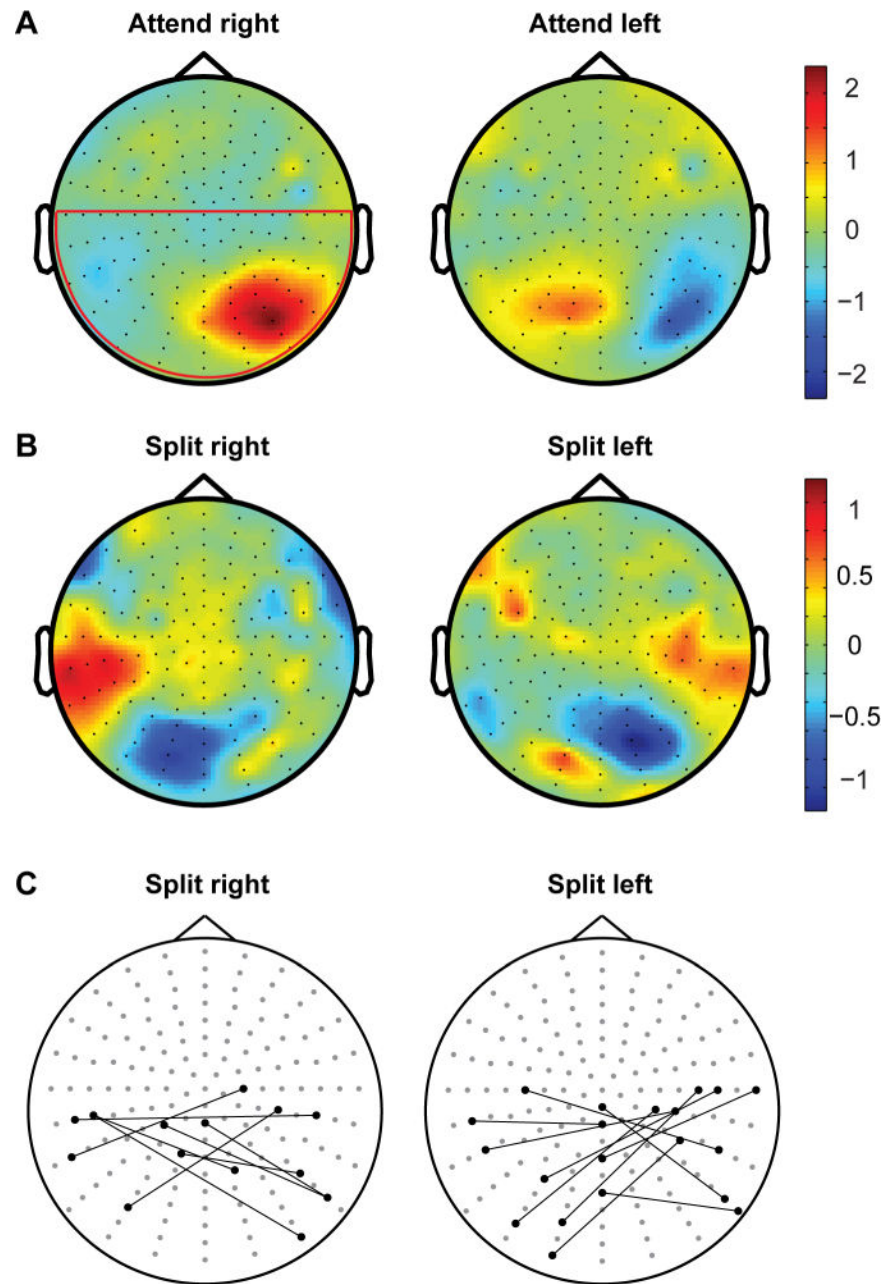 A
Attend right
Attend left
2
1
0
−1
−2
B
Split right
Split left
1
0.5
0
−0.5
−1
C
Split right
Split left